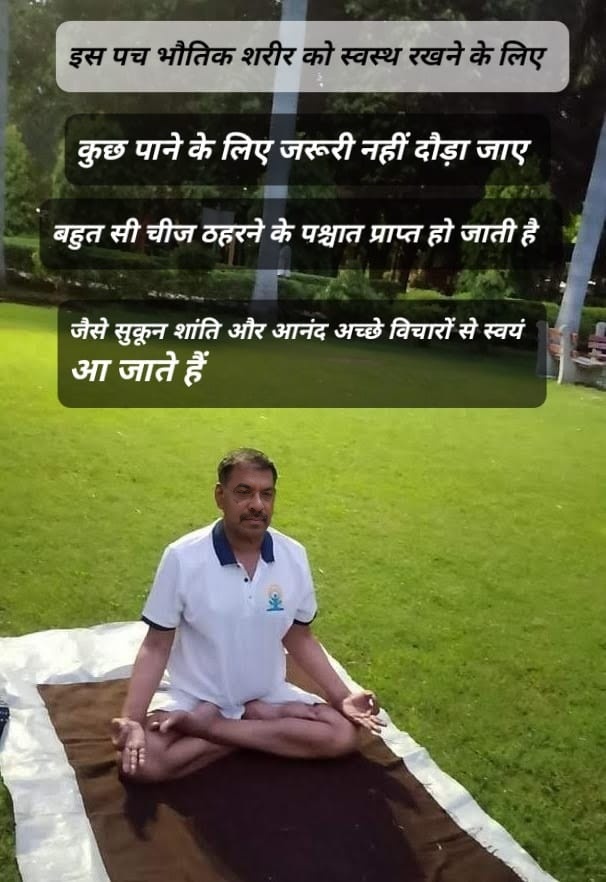 इस पच भौतिक शरीर को स्वस्थ रखने के लिए
कुछ पाने के लिए जरूरी नहीं दौड़ा जाए
बहुत सी चीज ठहरने के पश्चात प्राप्त हो जाती है
जैसे सुकून शांति और आनंद अच्छे विचारों से स्वयं
आ जाते हैं